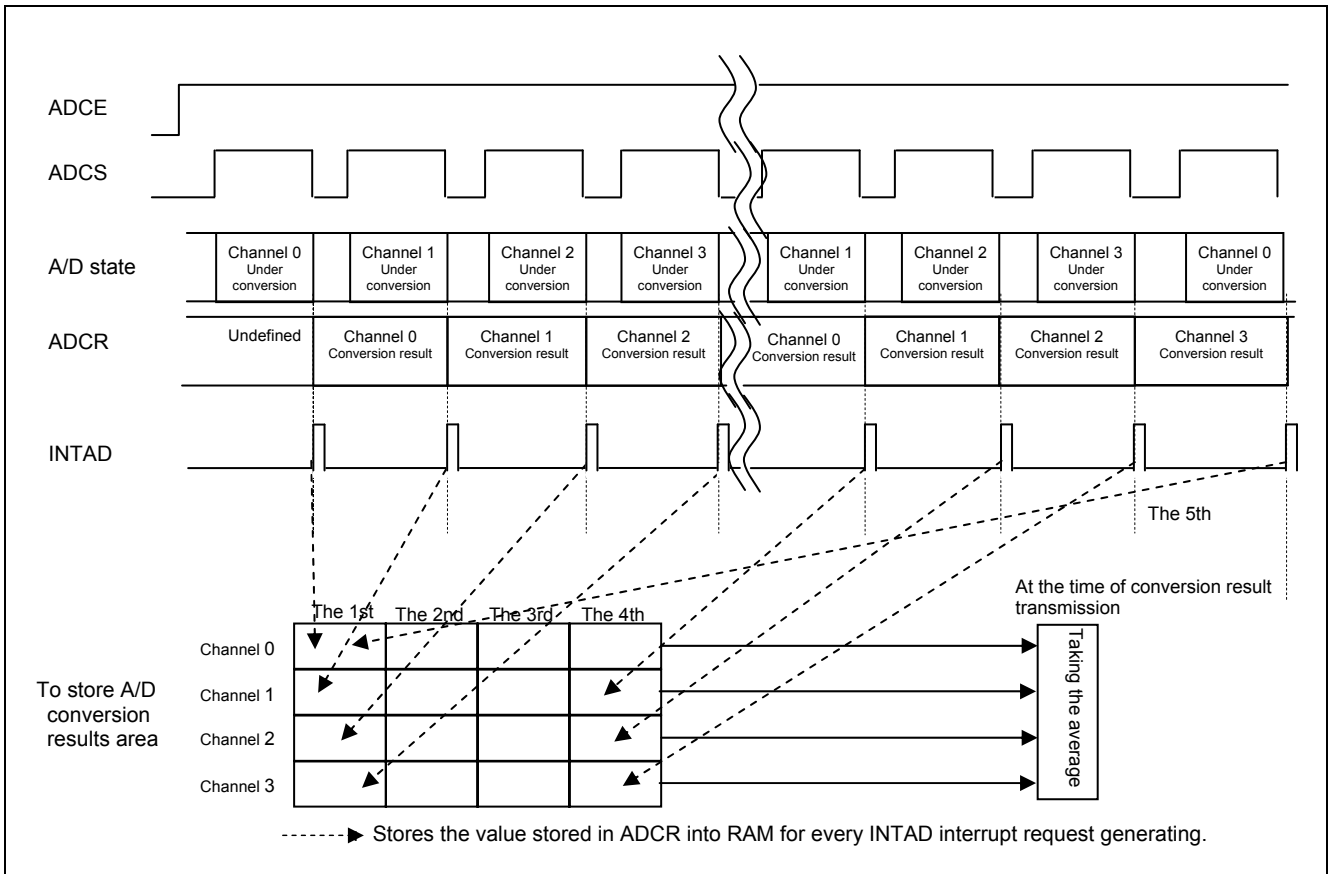 ADCE
ADCS
A/D state
Channel 0
Under
conversion
Channel 1
Under
conversion
Channel 2
Under
conversion
Channel 3
Under
conversion
Channel 1
Under
conversion
Channel 2
Under
conversion
Channel 3
Under
conversion
Channel 0
Under
conversion
ADCR
Undefined
Channel 0
Conversion result
Channel 1
Conversion result
Channel 2
Conversion result
Channel 0
Conversion result
Channel 1
Conversion result
Channel 2
Conversion result
Channel 3
Conversion result
INTAD
The 5th
At the time of conversion result
transmission
The 1st
The 2nd
The 3rd
The 4th
To store A/D
conversion
results area
Channel 0
Channel 1
Channel 2
Channel 3
Taking the average
Stores the value stored in ADCR into RAM for every INTAD interrupt request generating.